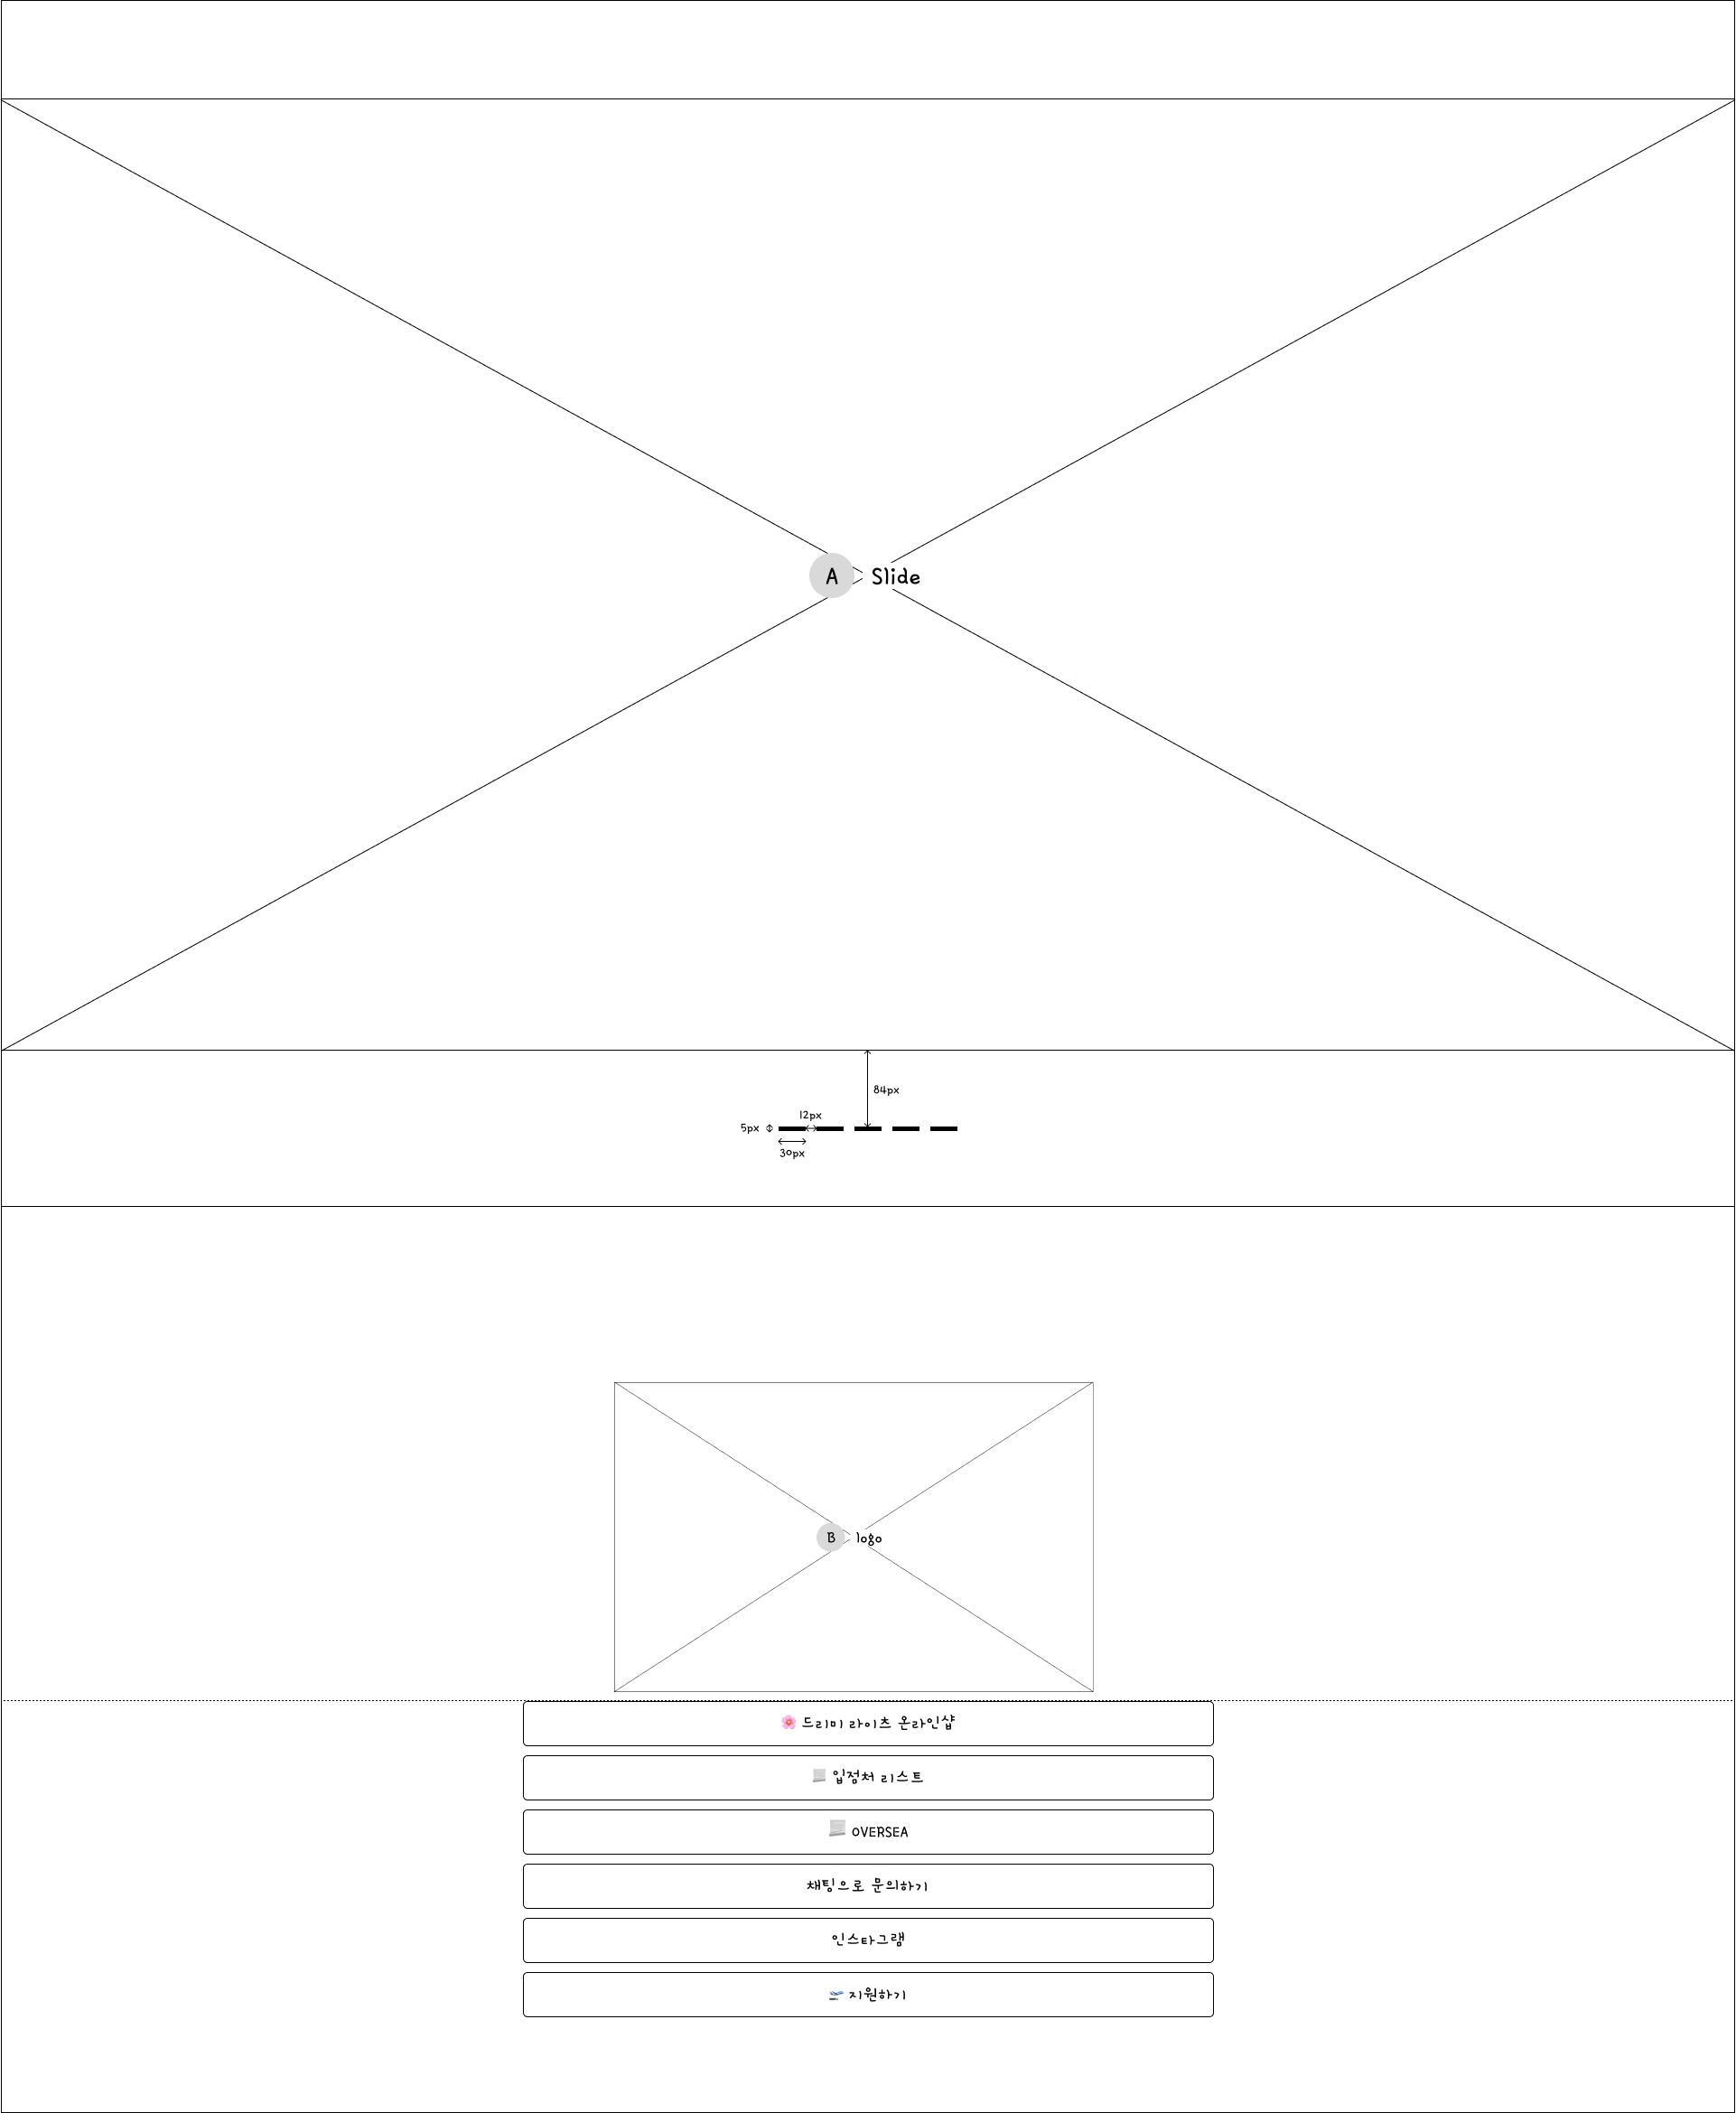 A Slide
84px
12px
5px
30px
B logo
🌸 드리미 라이츠 온라인샵
입점처 리스트
OVERSEA
채팅으로 문의하기
인스타그램
🛫 지원하기